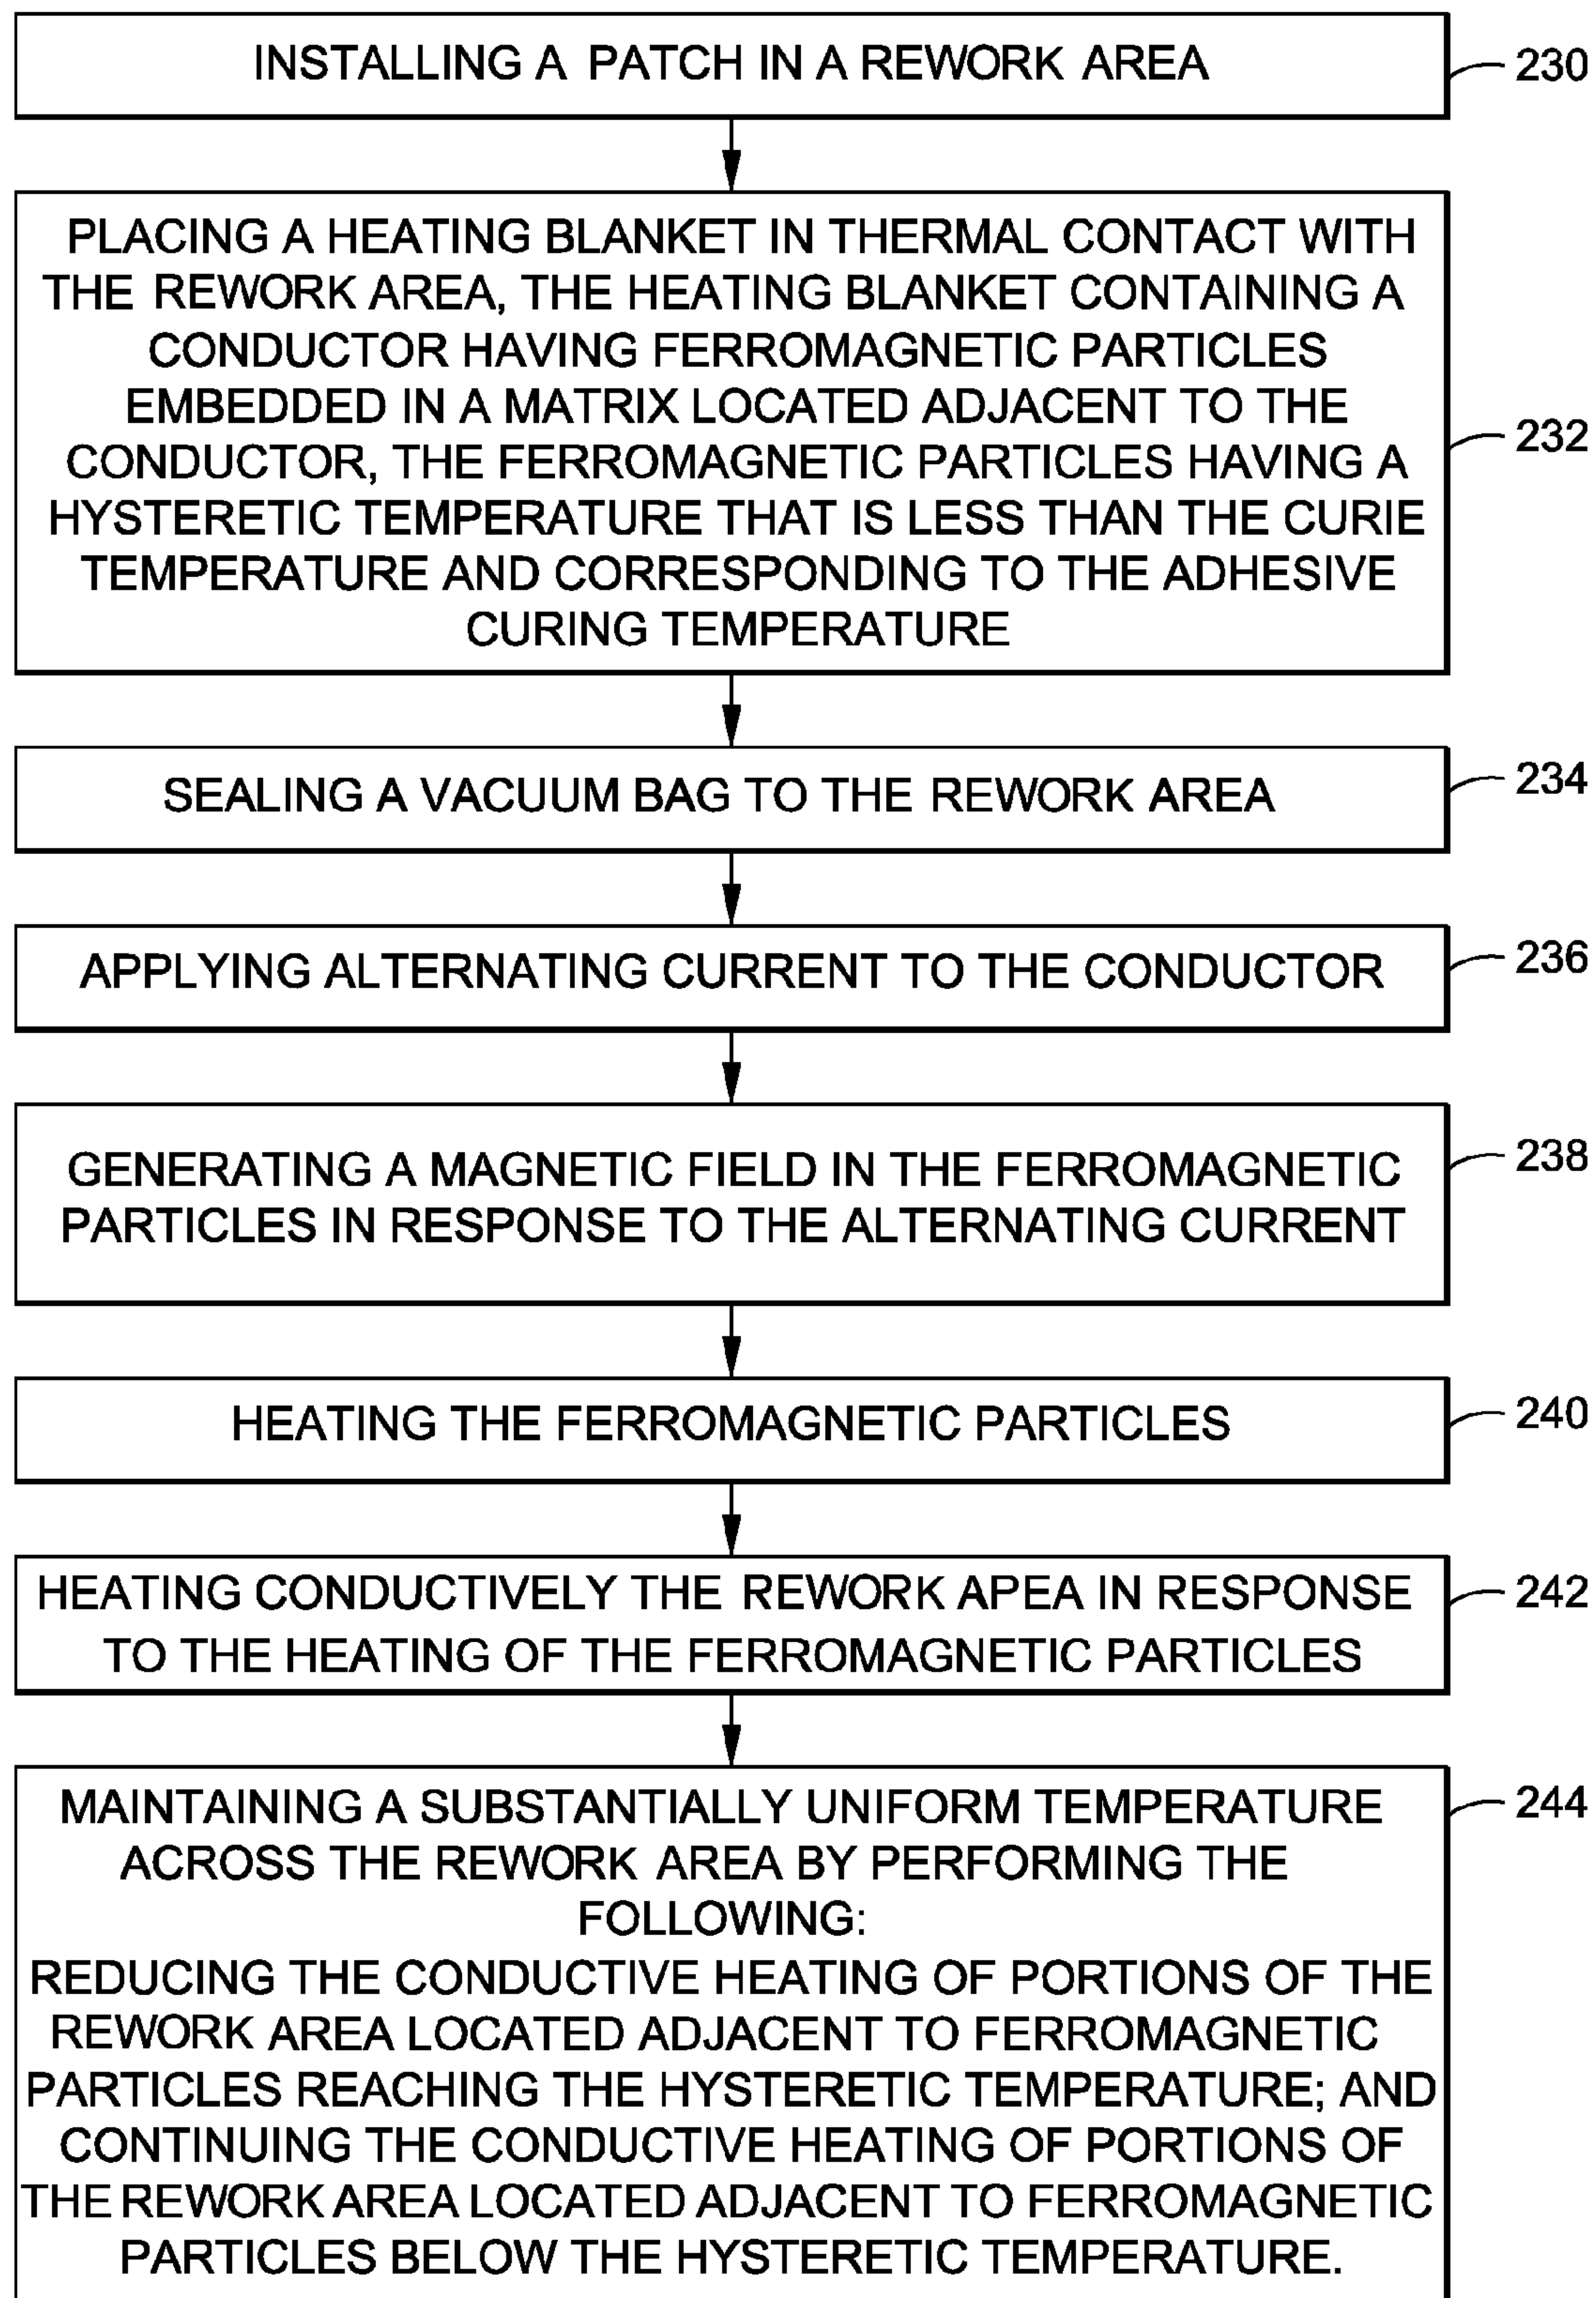 INSTALLING A PATCH IN A REWORK AREA
230
PLACING A HEATING BLANKET IN THERMAL CONTACT WITH
THE REWORK AREA, THE HEATING BLANKET CONTAINING A
CONDUCTOR HAVING FERROMAGNETIC PARTICLES
EMBEDDED IN A MATRIX LOCATED ADJACENT TO THE
CONDUCTOR, THE FERROMAGNETIC PARTICLES HAVING A
HYSTERETIC TEMPERATURE THAT IS LESS THAN THE CURIE
TEMPERATURE AND CORRESPONDING TO THE ADHESIVE
CURING TEMPERATURE
232
SEALING A VACUUM BAG TO THE REWORK AREA
234
APPLYING ALTERNATING CURRENT TO THE CONDUCTOR
236
GENERATING A MAGNETIC FIELD IN THE FERROMAGNETIC
PARTICLES IN RESPONSE TO THE ALTERNATING CURRENT
238
HEATING THE FERROMAGNETIC PARTICLES
240
HEATING CONDUCTIVELY THE REWORK APEA IN RESPONSE
TO THE HEATING OF THE FERROMAGNETIC PARTICLES
242
MAINTAINING A SUBSTANTIALLY UNIFORM TEMPERATURE
ACROSS THE REWORK AREA BY PERFORMING THE
FOLLOWING:
REDUCING THE CONDUCTIVE HEATING OF PORTIONS OF THE
REWORK AREA LOCATED ADJACENT TO FERROMAGNETIC
PARTICLES REACHING THE HYSTERETIC TEMPERATURE; AND
CONTINUING THE CONDUCTIVE HEATING OF PORTIONS OF
THE REWORK AREA LOCATED ADJACENT TO FERROMAGNETIC
PARTICLES BELOW THE HYSTERETIC TEMPERATURE.
244